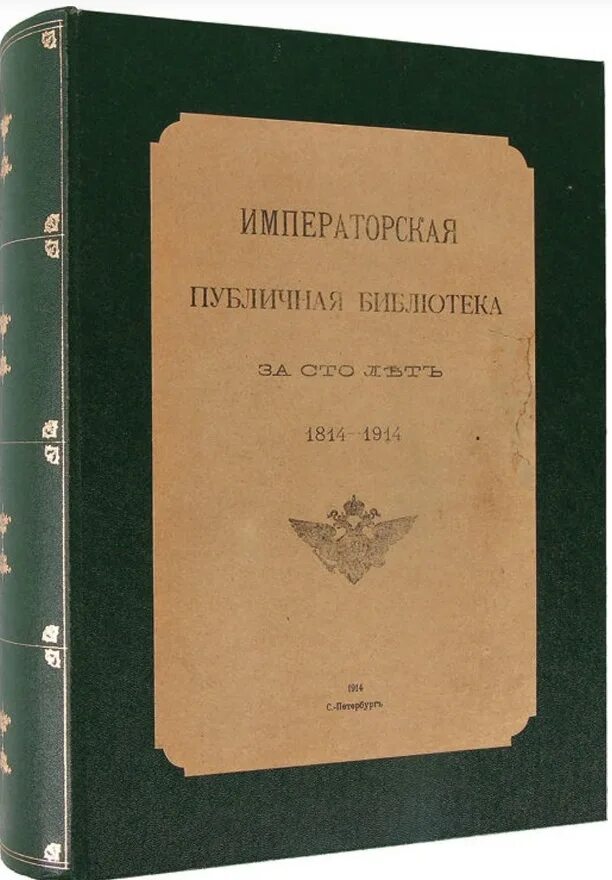 ИМПЕРАТОРСКАЯ
ПУБЛИЧНАЯ БИБЛІОТЕКА
ЗА СТО ЛѢТЪ
1814-1914
1914
С.-Петербургъ